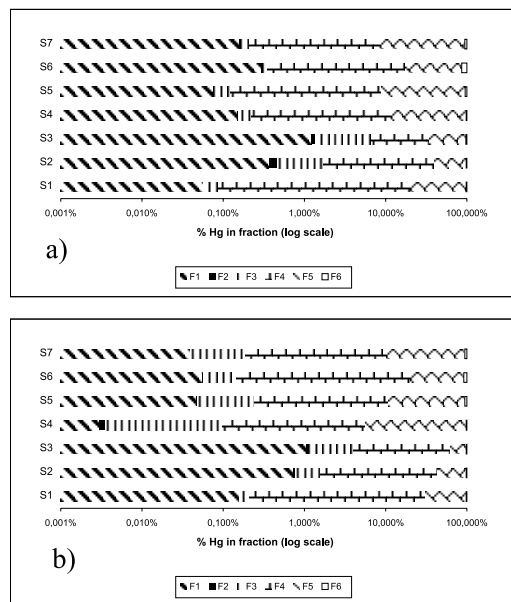 S7
S6
S5
S4
S3
S2
S1
0,001% 0,010% 0,100% 1,000% 10,000% 100,000%
% Hg in fraction (log scale)
a)
F1 F2 F3 F4 F5 F6
S7
S6
S5
S4
S3
S2
S1
0,001% 0,010% 0,100% 1,000% 10,000% 100,000%
% Hg in fraction (log scale)
b)
F1 F2 F3 F4 F5 F6